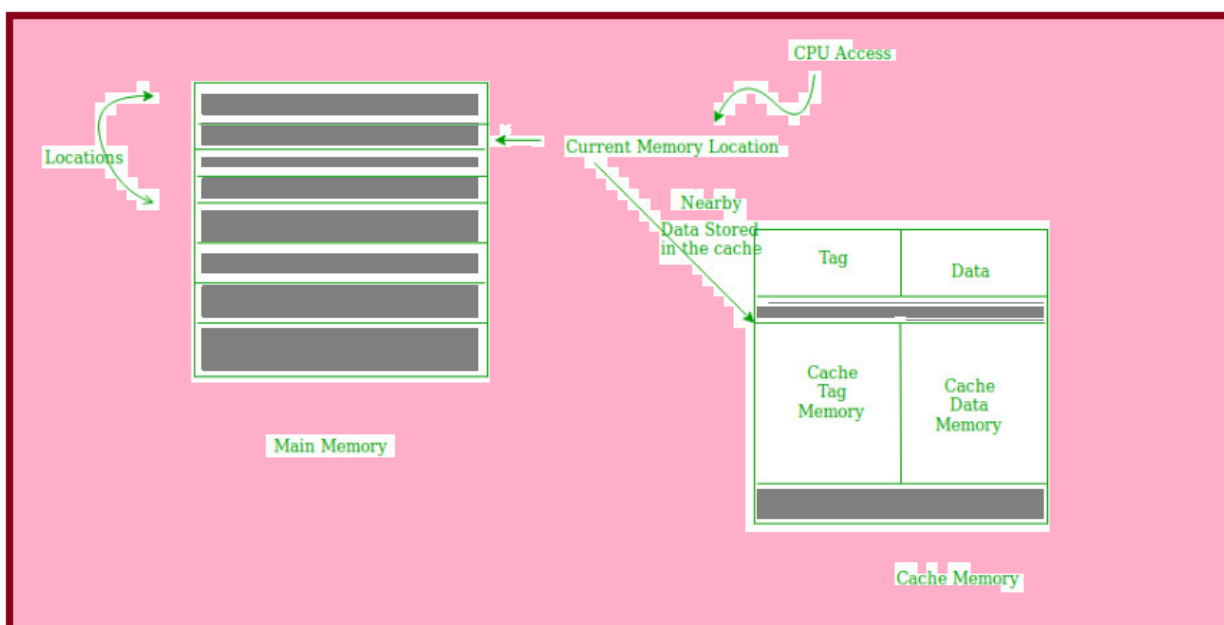 CPU Access
Locations
Current Memory Location
Nearby
Data Stored
in the cache
Tag
Data
Cache
Tag
Memory
Cache
Data
Memory
Main Memory
Cache Memory